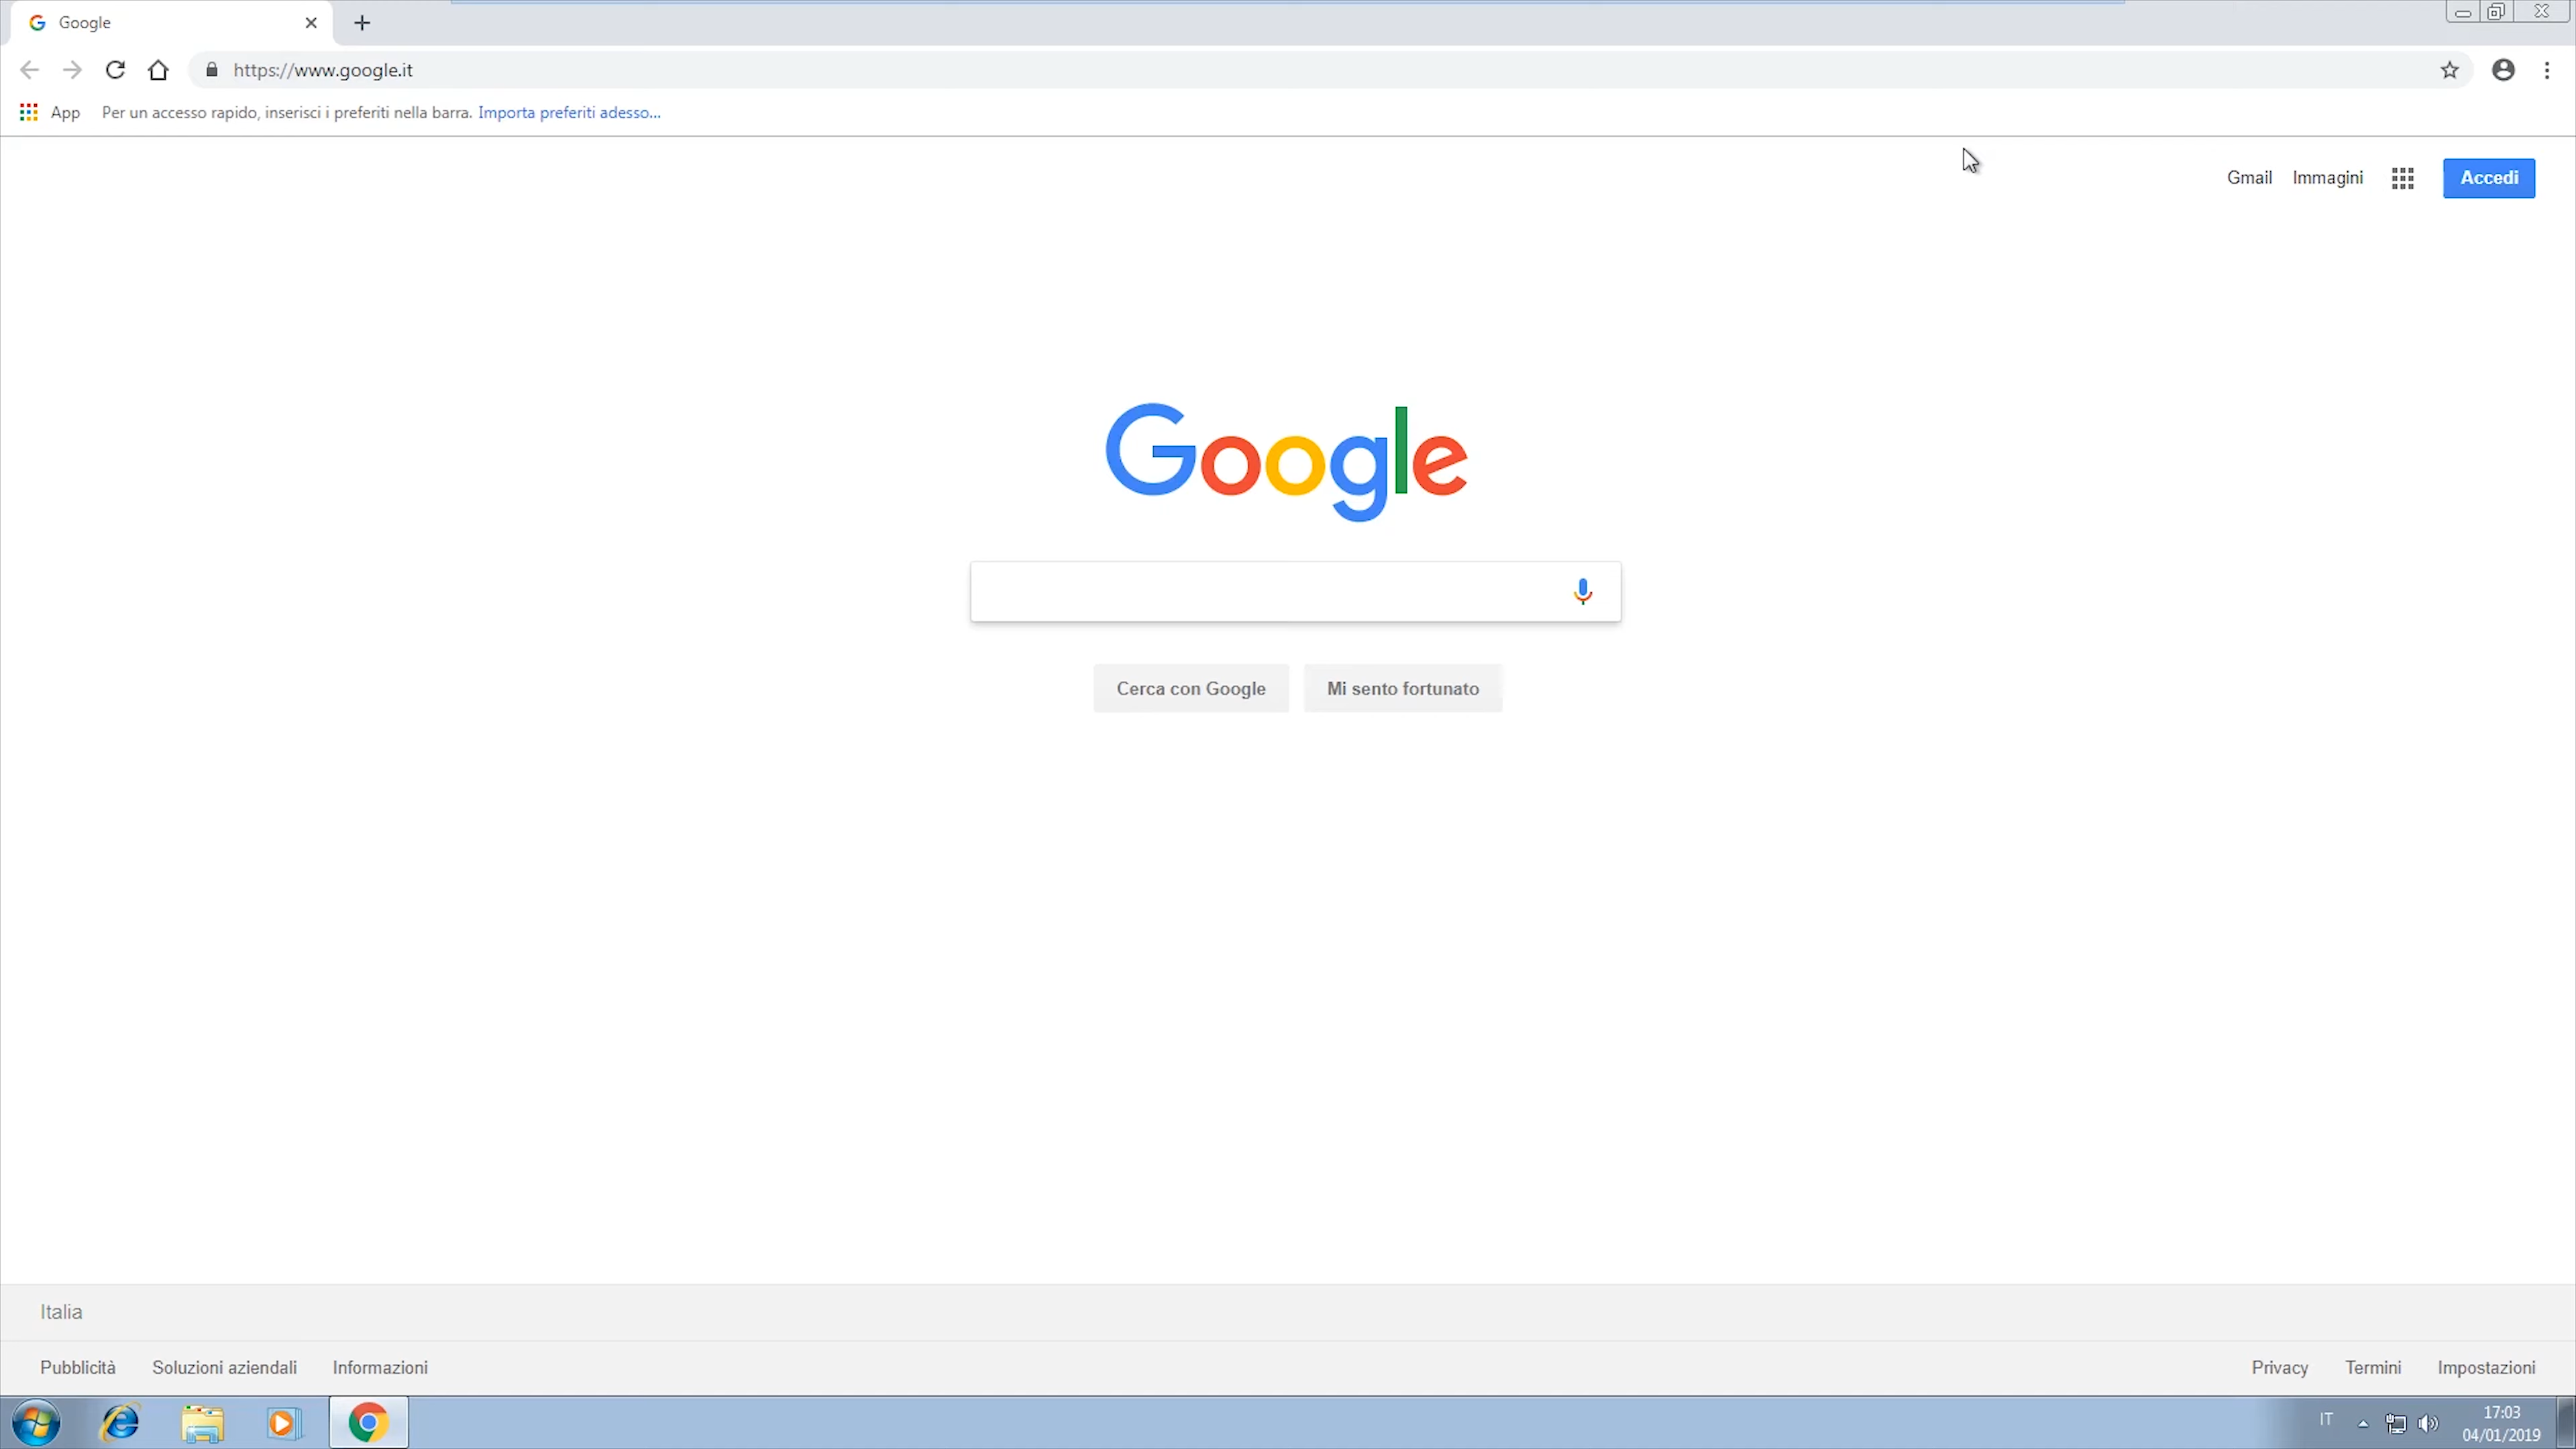 Google
https://www.google.it
App Per un accesso rapido, inserisci i preferiti nella barra. Importa preferiti adesso...
Gmail Immagini Accedi
Google
Cerca con Google Mi sento fortunato
Italia
Pubblicità Soluzioni aziendali Informazioni Privacy Termini Impostazioni
IT 17:03
04/01/2019